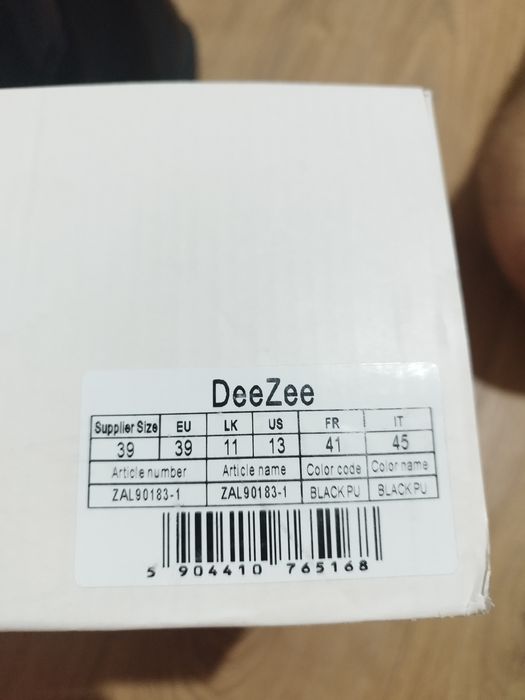 DeeZee
Supplier Size EU LK US FR IT
39 39 11 13 41 45
Article number Article name Color code Color name
ZAL90183-1 ZAL90183-1 BLACK PU BLACK PU
5 904410 765168